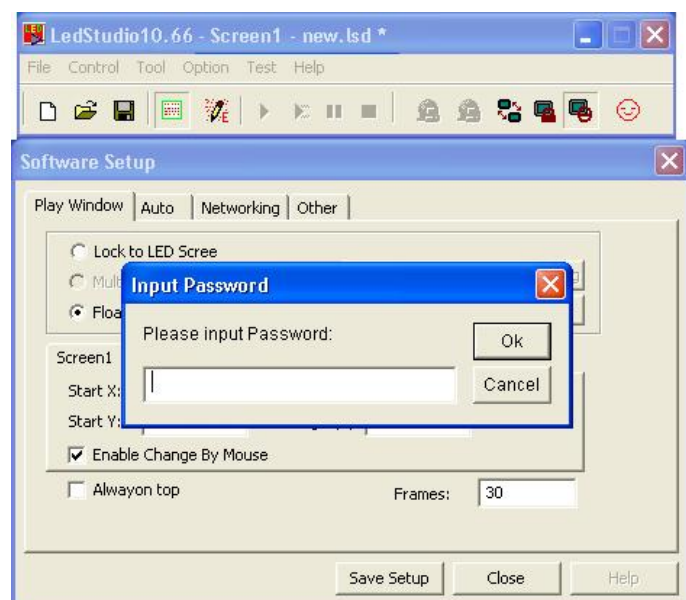 LedStudio10.66 - Screen1 - new.lsd *
File Control Tool Option Test Help
Software Setup
Play Window Auto Networking Other
Lock to LED Scree
Input Password
Please input Password:
Ok
Cancel
Screen1
Start X:
Start Y:
Enable Change By Mouse
Alwayon top
Frames: 30
Save Setup Close Help